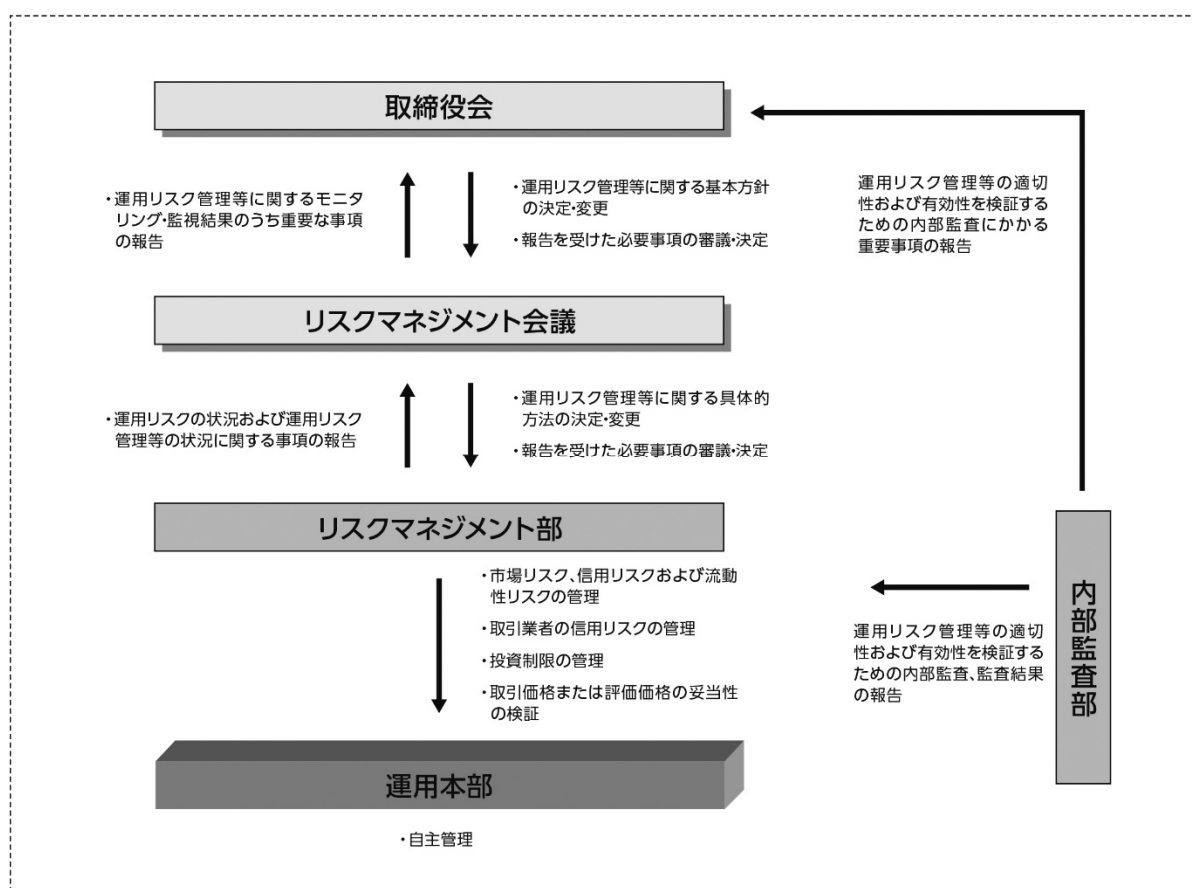 取締役会
・運用リスク管理等に関するモニタ
リング・監視結果のうち重要な事項
の報告
・運用リスク管理等に関する基本方針
の決定・変更
・報告を受けた必要事項の審議・決定
運用リスク管理等の適切
性および有効性を検証する
ための内部監査にかかる
重要事項の報告
リスクマネジメント会議
・運用リスクの状況および運用リスク
管理等の状況に関する事項の報告
・運用リスク管理等に関する具体的
方法の決定・変更
・報告を受けた必要事項の審議・決定
リスクマネジメント部
・市場リスク、信用リスクおよび流動
性リスクの管理
・取引業者の信用リスクの管理
・投資制限の管理
・取引価格または評価価格の妥当性
の検証
運用リスク管理等の適切
性および有効性を検証する
ための内部監査、監査結果
の報告
内部監査部
運用本部
・自主管理